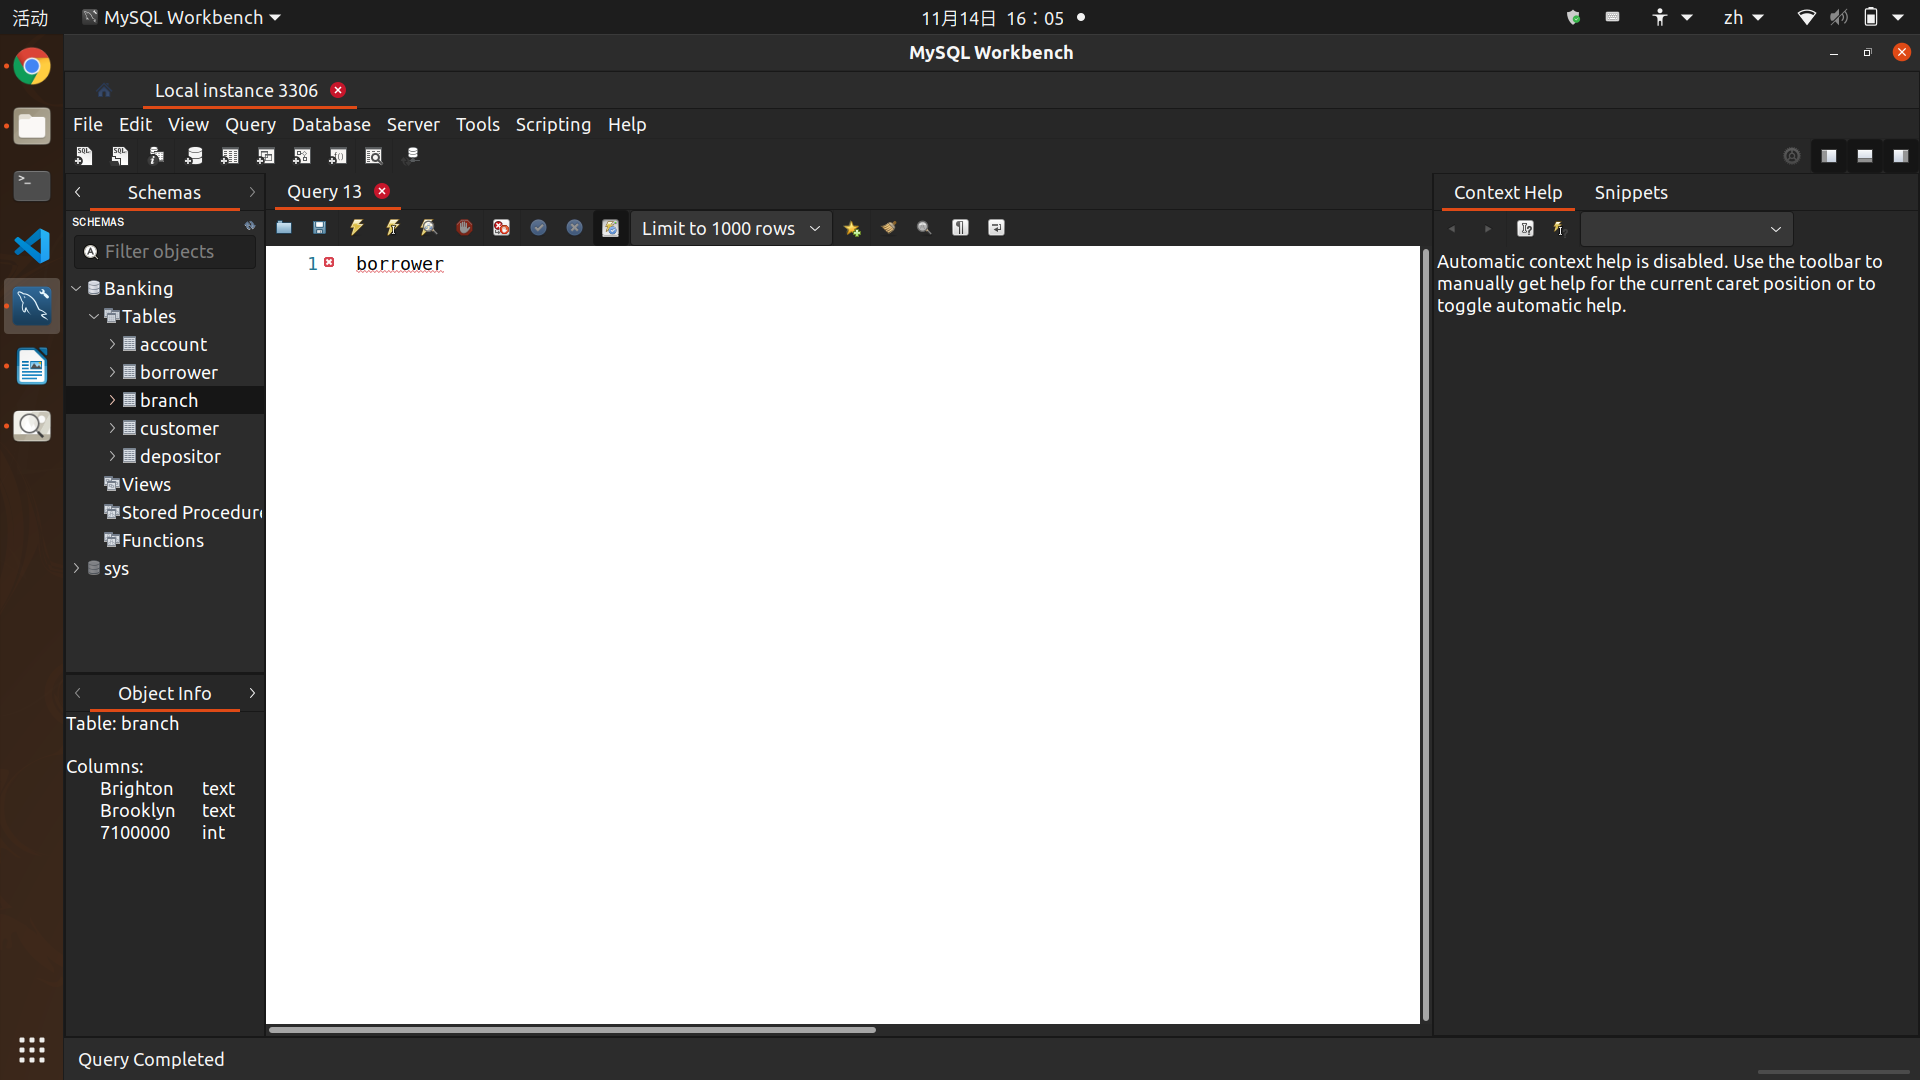 活动 MySQL Workbench 11月14日 16：05 zh
MySQL Workbench
Local instance 3306
File Edit View Query Database Server Tools Scripting Help
Schemas
SCHEMAS
Filter objects
Banking
Tables
account
borrower
branch
customer
depositor
Views
Stored Procedure
Functions
sys
Object Info
Table: branch
Columns:
Brighton text
Brooklyn text
7100000 int
Query 13
Limit to 1000 rows
1 borrower
Context Help Snippets
Automatic context help is disabled. Use the toolbar to
manually get help for the current caret position or to
toggle automatic help.
Query Completed